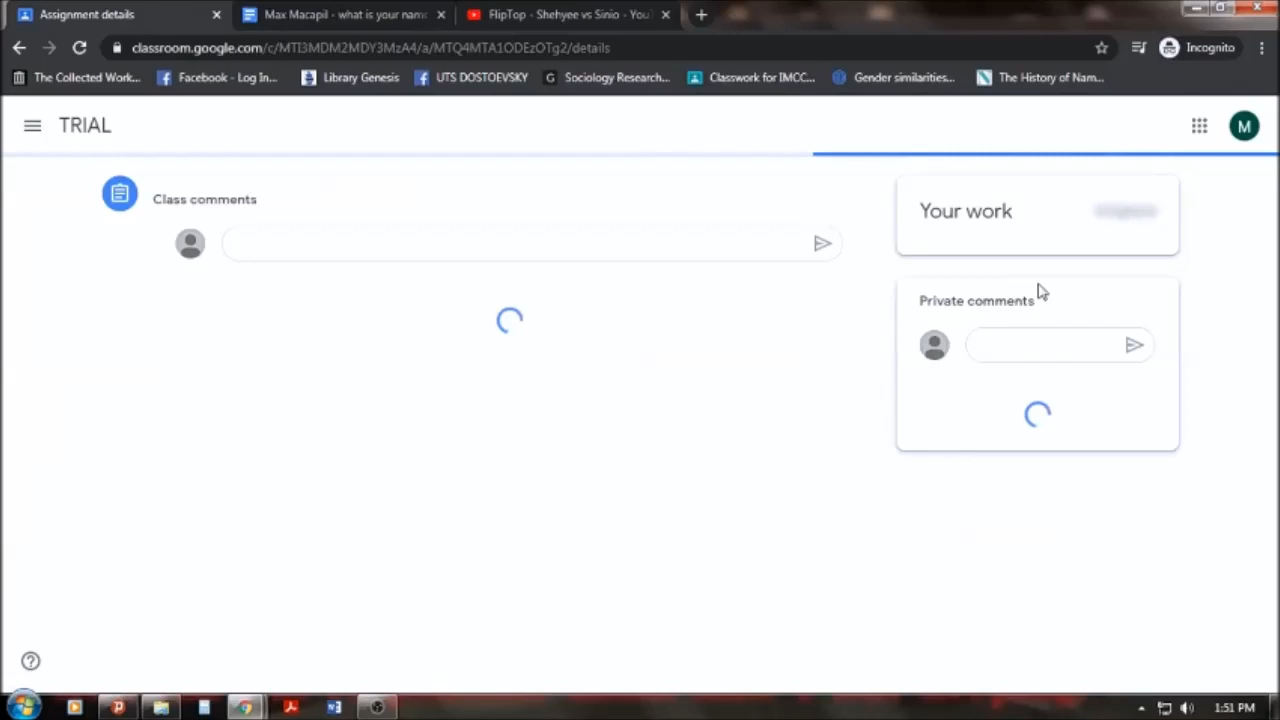 Assignment details
Max Macapil - what is your name
FlipTop - Shehyee vs Sinio - You
classroom.google.com/c/MTI3MDM2MDY3MzA4/a/MTQ4MTA1ODEzOTg2/details
Incognito
The Collected Work...
Facebook - Log In...
Library Genesis
UTS DOSTOEVSKY
Sociology Research...
Classwork for IMCC...
Gender similarities...
The History of Nam...
TRIAL
M
Class comments
Your work
Private comments
1:51 PM